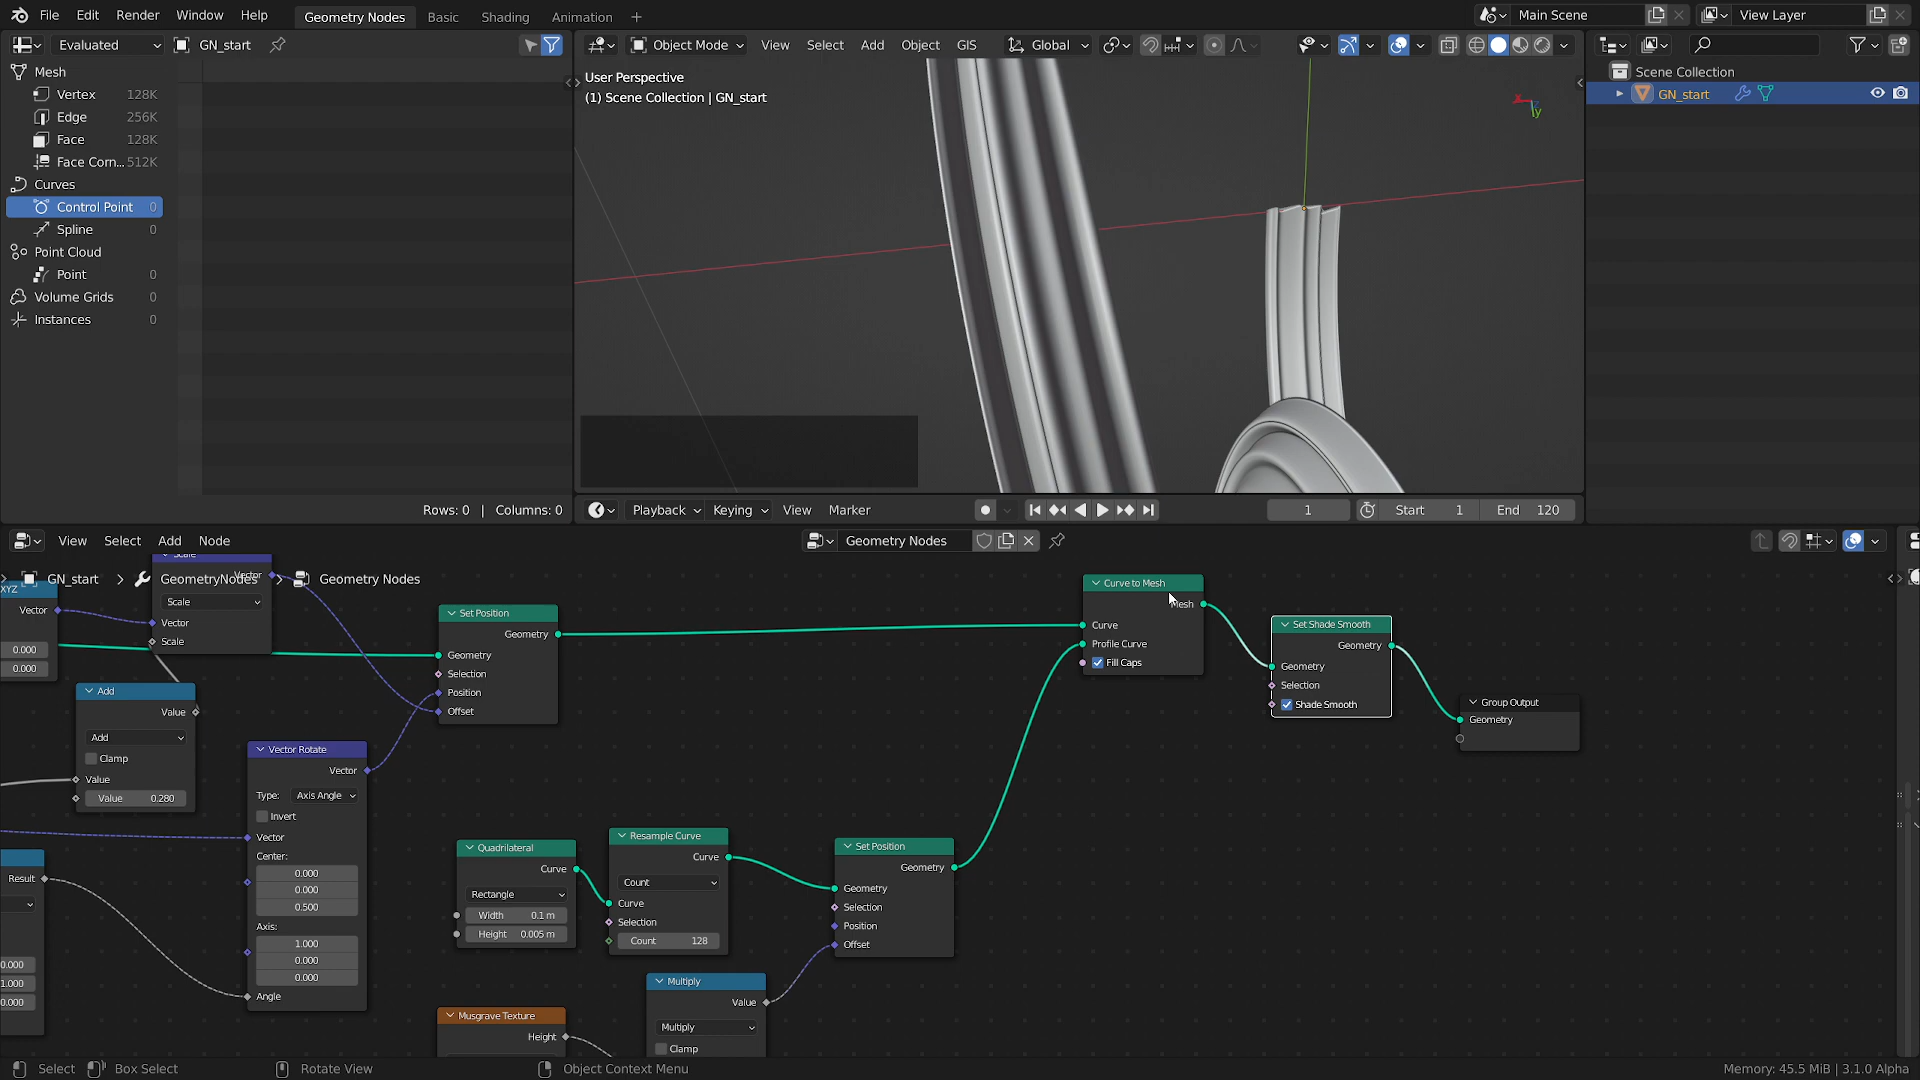 File Edit Render Window Help Geometry Nodes Basic Shading Animation Main Scene View Layer
Evaluated GN_start
Object Mode View Select Add Object GIS Global
Mesh
Vertex 128K
Edge 256K
Face 128K
Face Corn... 512K
Curves
Control Point 0
Spline 0
Point Cloud
Point 0
Volume Grids 0
Instances 0
Rows: 0 | Columns: 0
User Perspective
(1) Scene Collection | GN_start
X
Y
Scene Collection
GN_start
Playback Keying View Marker 1 Start 1 End 120
View Select Add Node Geometry Nodes
GN_start GeometryNodes Geometry Nodes
XYZ
Vector
0.000
0.000
Scale
Vector
Scale
Vector
Scale
Add
Value
Add
Clamp
Value
Value 0.280
Result
0.000
1.000
0.000
Vector Rotate
Vector
Type: Axis Angle
Invert
Vector
Center:
0.000
0.000
0.500
Axis:
1.000
0.000
0.000
Angle
Set Position
Geometry
Geometry
Selection
Position
Offset
Quadrilateral
Curve
Rectangle
Width 0.1 m
Height 0.005 m
Resample Curve
Curve
Count
Curve
Selection
Count 128
Set Position
Geometry
Geometry
Selection
Position
Offset
Musgrave Texture
Height
Multiply
Value
Multiply
Clamp
Curve to Mesh
Mesh
Curve
Profile Curve
Fill Caps
Set Shade Smooth
Geometry
Geometry
Selection
Shade Smooth
Group Output
Geometry
Select Box Select Rotate View Object Context Menu Memory: 45.5 MiB | 3.1.0 Alpha